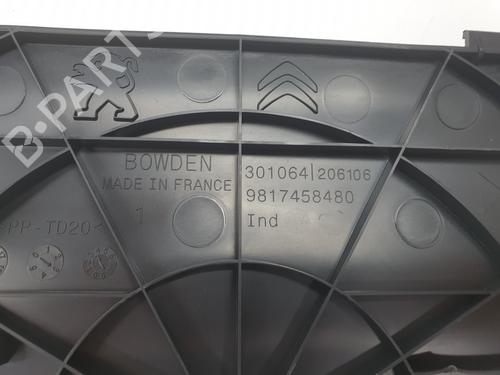 B-PARTS
BOWDEN
MADE IN FRANCE
1
301064|206106
9817458480
Ind
>PP-TD20<